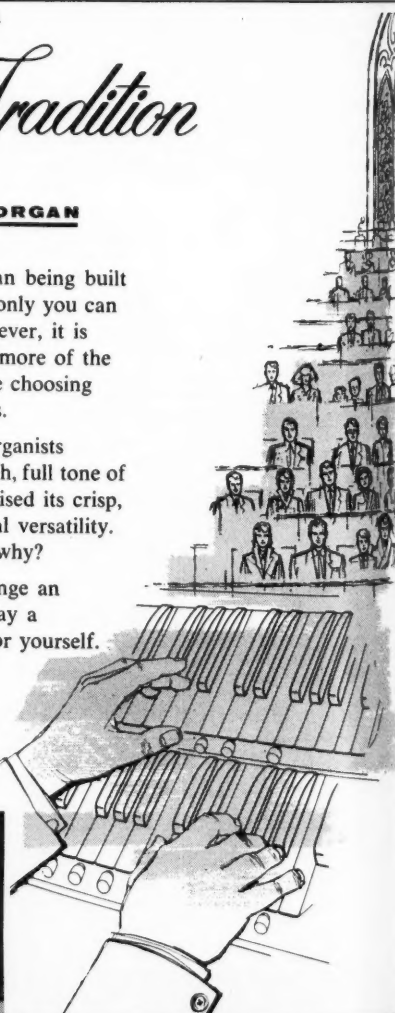 Tradition
ORGAN
an being built
only you can
ever, it is
more of the
e choosing
s.
rganists
h, full tone of
ised its crisp,
al versatility.
why?
nge an
ay a
or yourself.